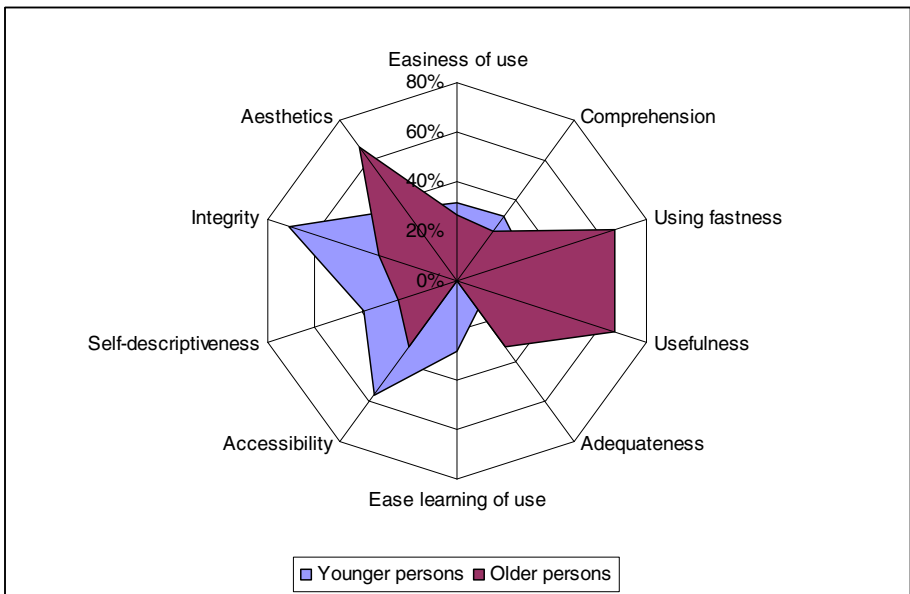 Easiness of use
80%
Aesthetics
Comprehension
60%
40%
Integrity
Using fastness
20%
0%
Self-descriptiveness
Usefulness
Accessibility
Adequateness
Ease learning of use
Younger persons
Older persons